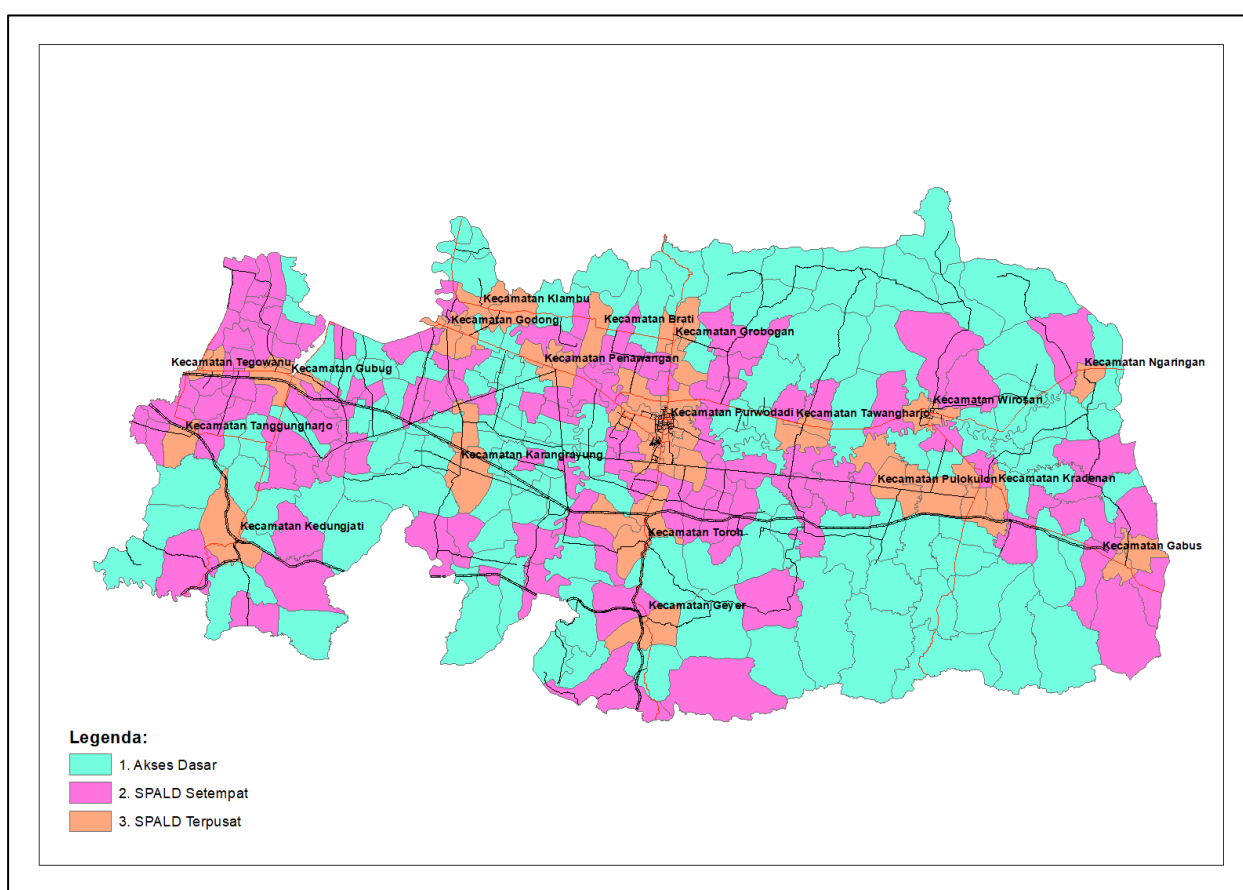 Kecamatan Klambu
Kecamatan Godong
Kecamatan Brati
Kecamatan Grobogan
Kecamatan Penawangan
Kecamatan Tegowanu
Kecamatan Gubug
Kecamatan Ngaringan
Kecamatan Wirosari
Kecamatan Purwodadi
Kecamatan Tawangharjo
Kecamatan Tanggungharjo
Kecamatan Karangrayung
Kecamatan Pulokulon
Kecamatan Kradenan
Kecamatan Kedungjati
Kecamatan Toroh
Kecamatan Gabus
Kecamatan Geyer
Legenda:
1. Akses Dasar
2. SPALD Setempat
3. SPALD Terpusat